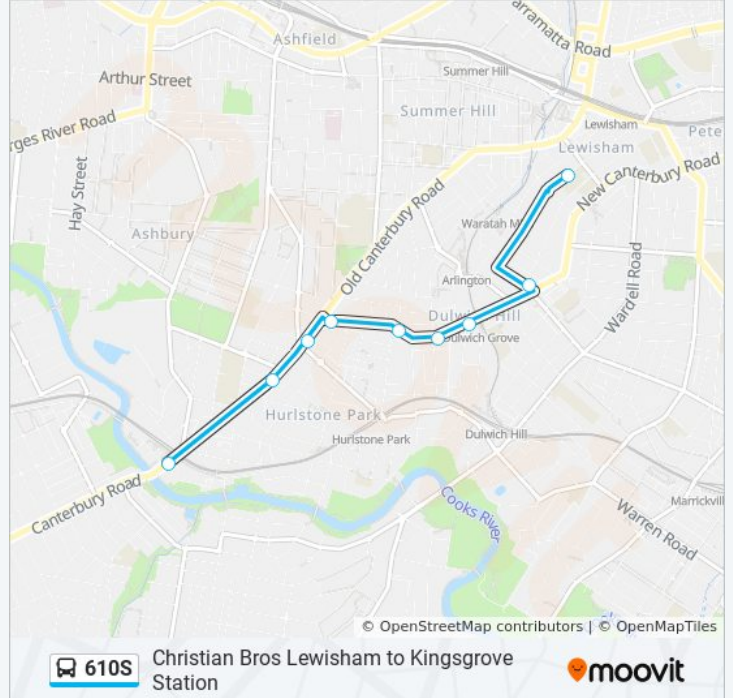 arramatta Road
Ashfield
Summer Hill
Arthur Street
Summer Hill
Lewisham
Pete
rges River Road
Lewisham
New Canterbury Road
Hay Street
Old Canterbury Road
Waratah M
Ashbury
Wardell Road
Arlington
Dulwich Hill
Dulwich Grove
Hurlstone Park
Hurlstone Park
Dulwich Hill
Canterbury Road
Cooks River
Marrickvil
Warren Road
© OpenStreetMap contributors | © OpenMapTiles
610S
Christian Bros Lewisham to Kingsgrove
Station
moovit